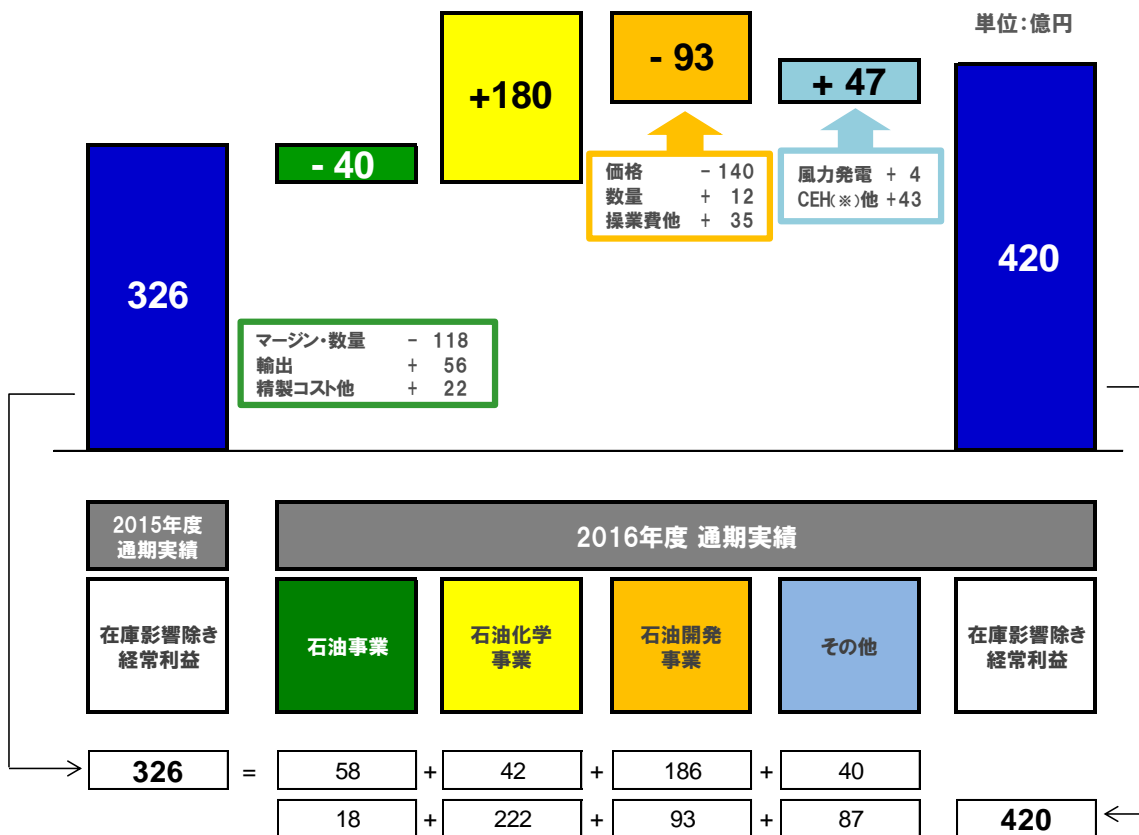 単位:億円
+180
- 93
+ 47
- 40
価格 - 140
数量 + 12
操業費他 + 35
風力発電 + 4
CEH(※)他 +43
326
420
マージン・数量 - 118
輸出 + 56
精製コスト他 + 22
2015年度
通期実績
2016年度 通期実績
在庫影響除き
経常利益
石油事業
石油化学
事業
石油開発
事業
その他
在庫影響除き
経常利益
326 = 58 + 42 + 186 + 40
18 + 222 + 93 + 87 420